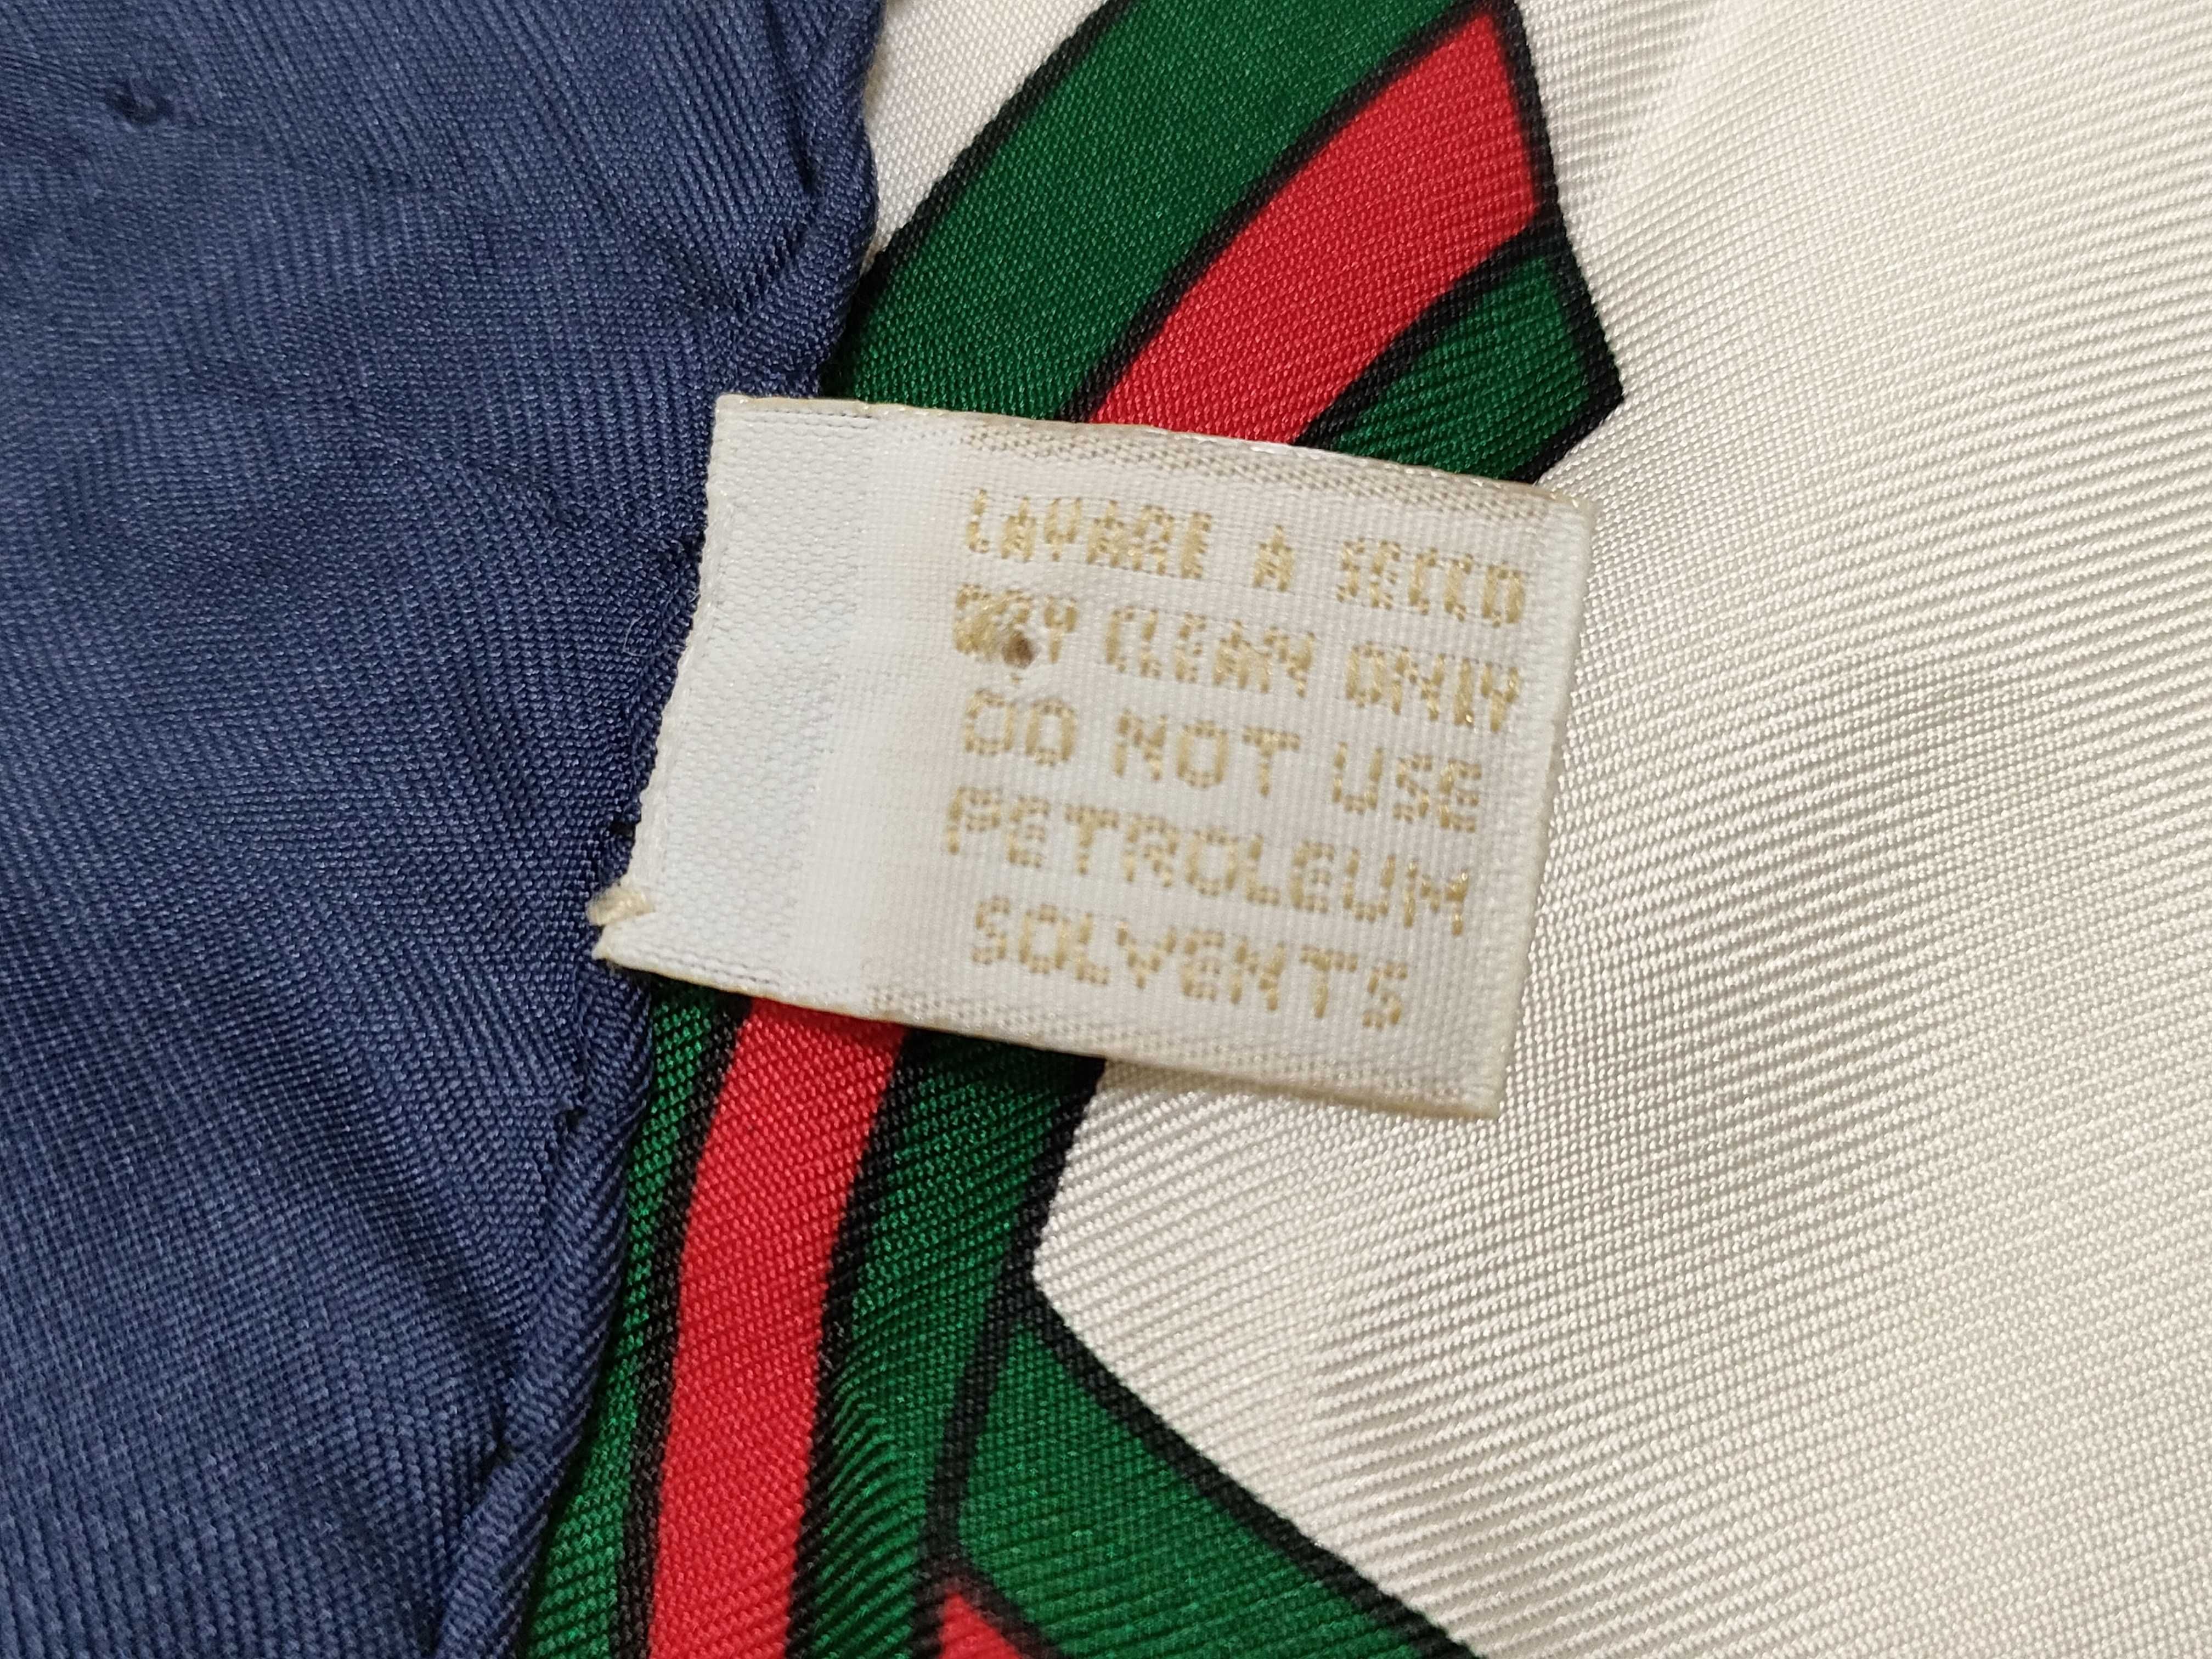 LAVARE A SECCO
DRY CLEAN ONLY
DO NOT USE
PETROLEUM
SOLVENTS